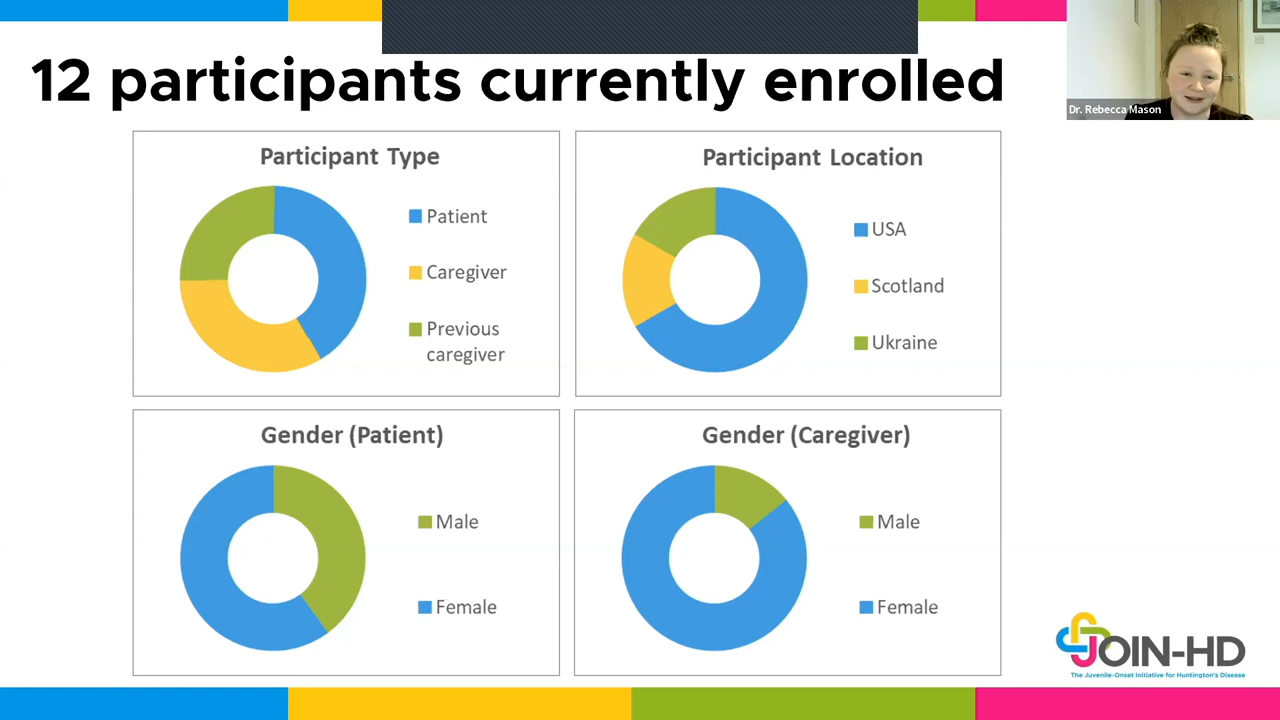 12 participants currently enrolled
Dr. Rebecca Mason
Participant Type
Patient
Caregiver
Previous
caregiver
Participant Location
USA
Scotland
Ukraine
Gender (Patient)
Male
Female
Gender (Caregiver)
Male
Female
JOIN-HD
The Juvenile-Onset Initiative for Huntington's Disease